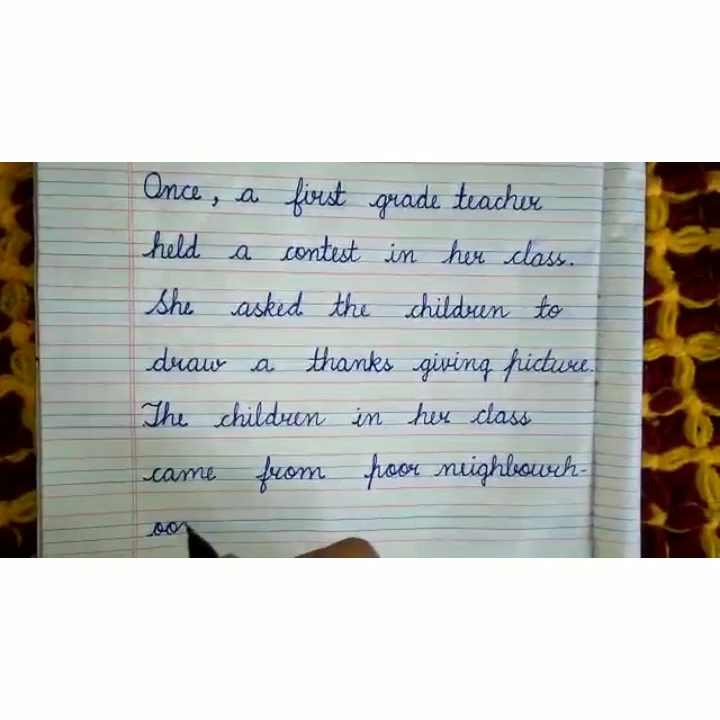 Once, a first grade teacher
held a contest in her class.
She asked the children to
draw a thanks giving picture.
The children in her class
came from poor neighbourh-
oo